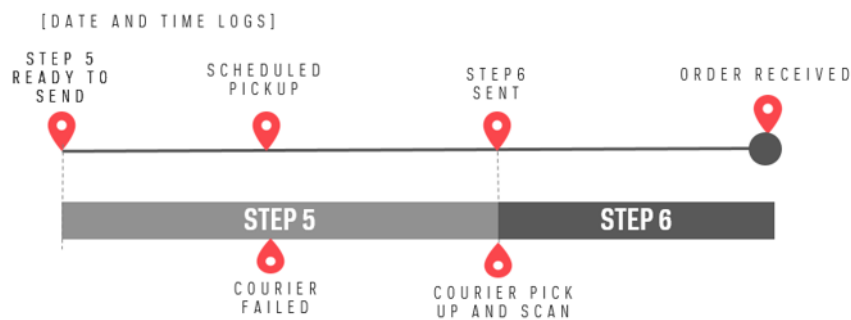 [DATE AND TIME LOGS]
STEP 5
READY TO
SEND
SCHEDULED
PICKUP
STEP6
SENT
ORDER RECEIVED
STEP 5
STEP 6
COURIER
FAILED
COURIER PICK
UP AND SCAN